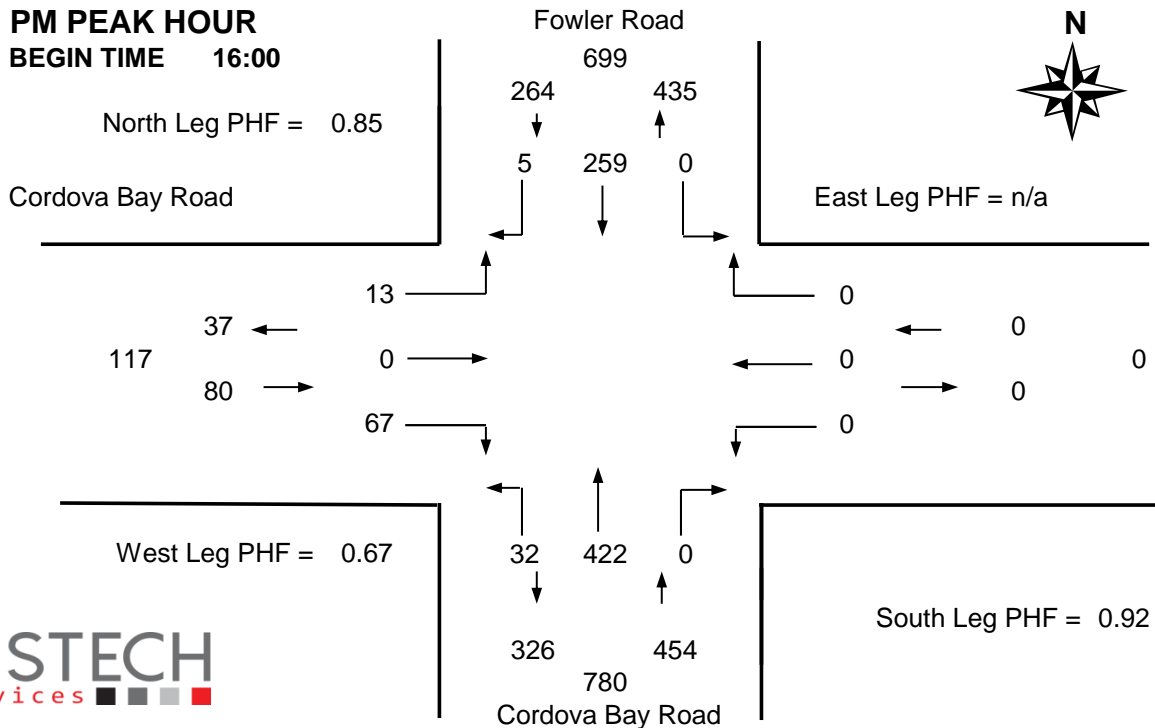 PM PEAK HOUR
BEGIN TIME 16:00
Fowler Road
699
264 435
N
North Leg PHF = 0.85
5 259 0
Cordova Bay Road
East Leg PHF = n/a
13 0
37 0
117 0 0 0
80 0
67 0
West Leg PHF = 0.67
32 422 0
South Leg PHF = 0.92
326 454
780
Cordova Bay Road
STECH
vices